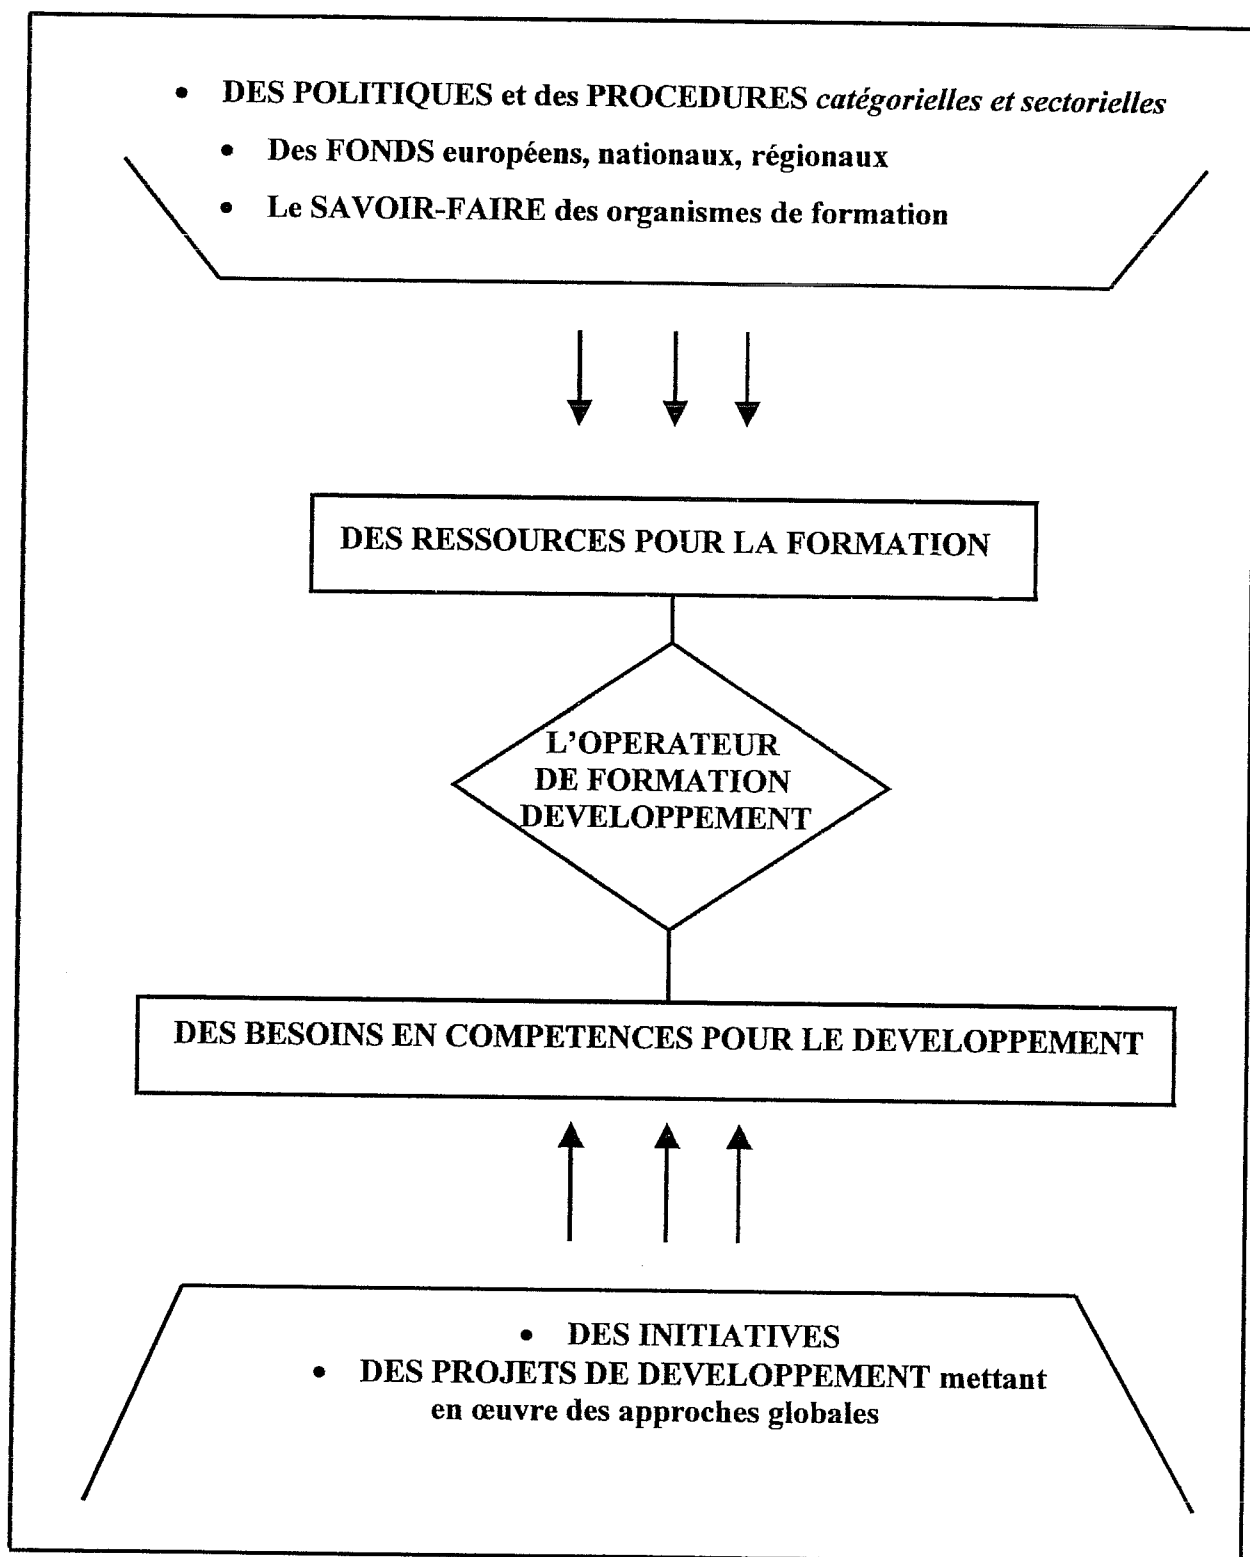 • DES POLITIQUES et des PROCEDURES catégorielles et sectorielles
• Des FONDS européens, nationaux, régionaux
• Le SAVOIR-FAIRE des organismes de formation
DES RESSOURCES POUR LA FORMATION
L'OPERATEUR
DE FORMATION
DEVELOPPEMENT
DES BESOINS EN COMPETENCES POUR LE DEVELOPPEMENT
• DES INITIATIVES
• DES PROJETS DE DEVELOPPEMENT mettant
en œuvre des approches globales